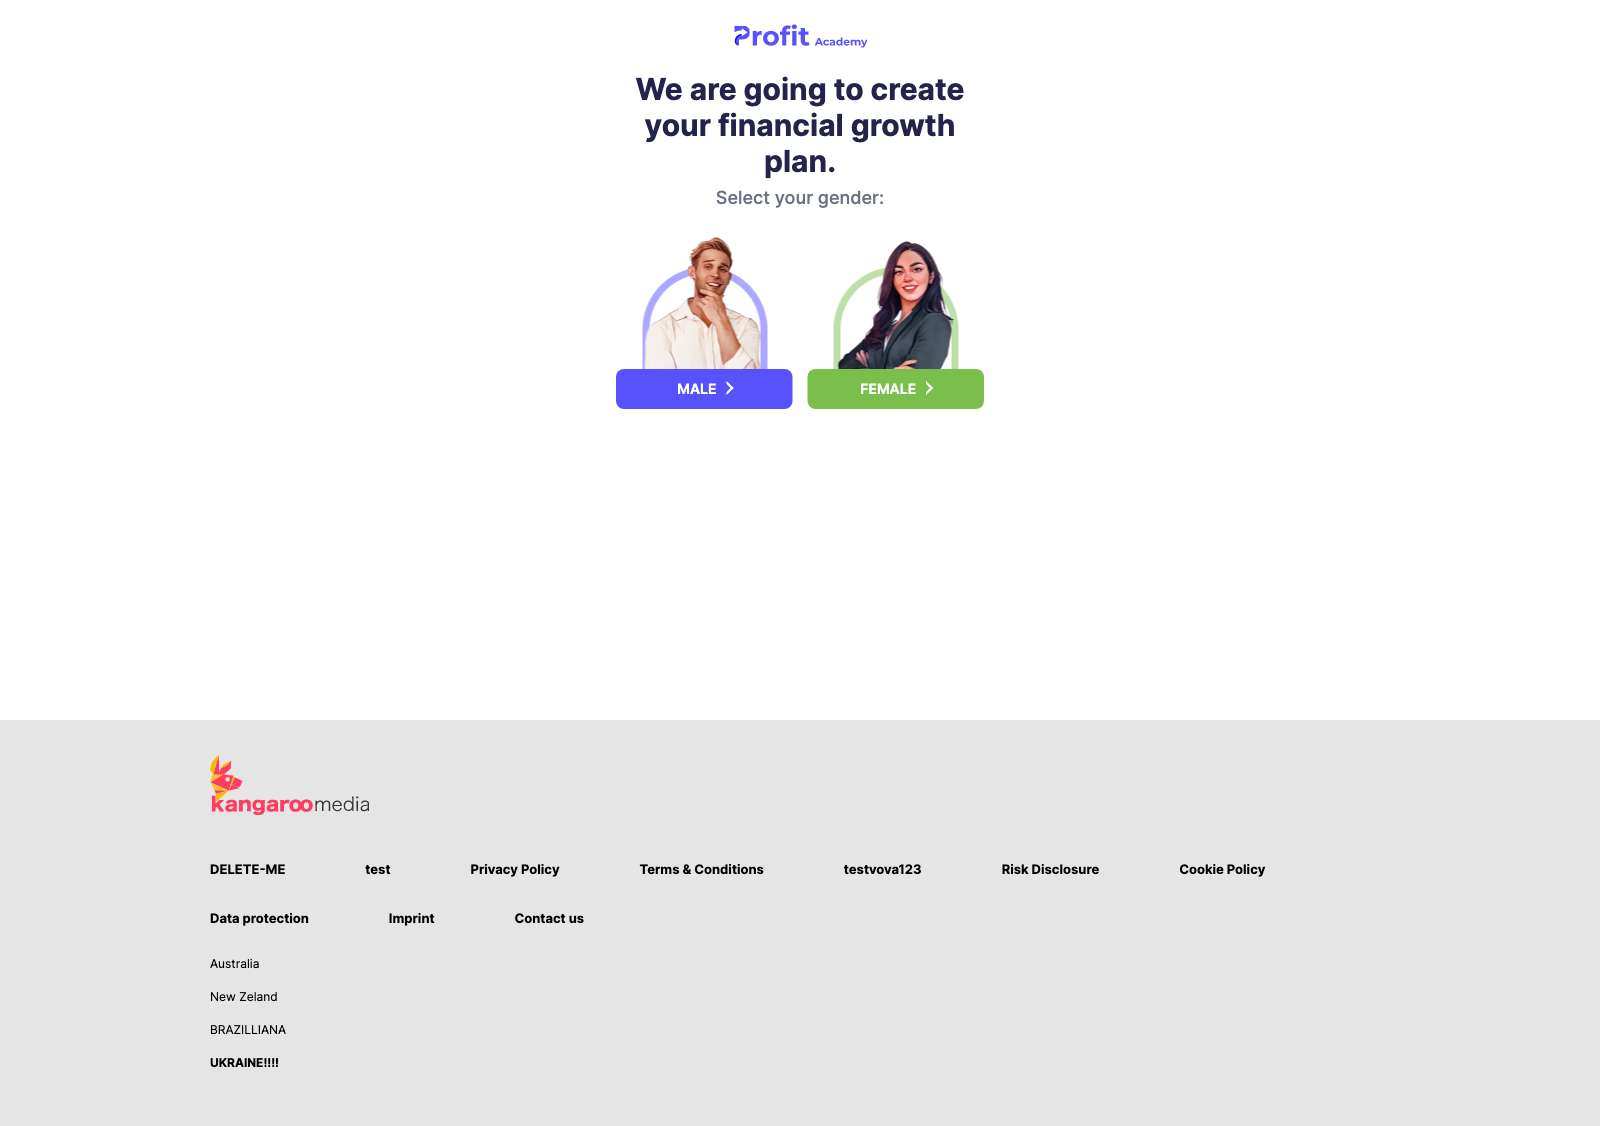 Profit Academy
We are going to create
your financial growth
plan.
Select your gender:
MALE
FEMALE
kangaroomedia
DELETE-ME
test
Privacy Policy
Terms & Conditions
testvova123
Risk Disclosure
Cookie Policy
Data protection
Imprint
Contact us
Australia
New Zeland
BRAZILLIANA
UKRAINE!!!!